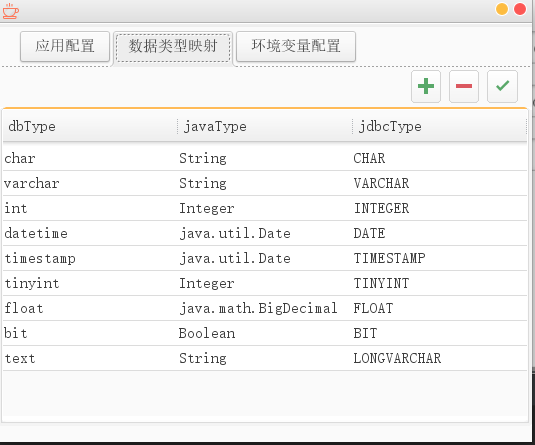 应用配置 数据类型映射 环境变量配置
dbType javaType jdbcType
char String CHAR
varchar String VARCHAR
int Integer INTEGER
datetime java.util.Date DATE
timestamp java.util.Date TIMESTAMP
tinyint Integer TINYINT
float java.math.BigDecimal FLOAT
bit Boolean BIT
text String LONGVARCHAR